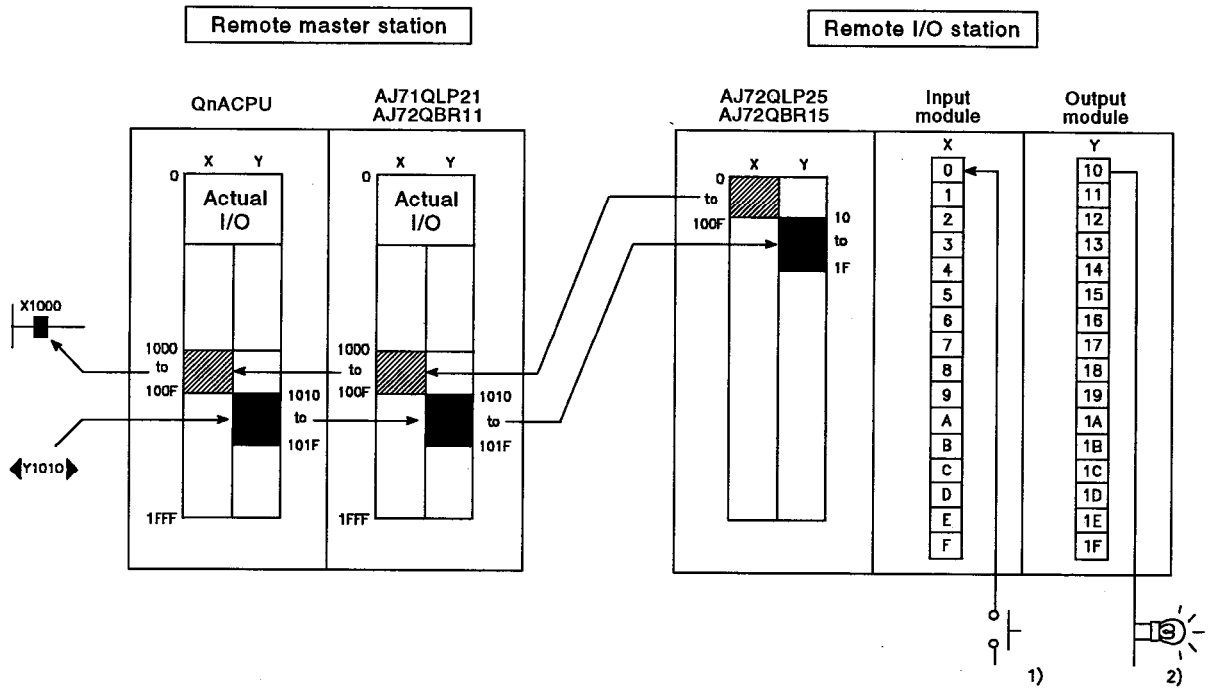 Remote master station
Remote I/O station
QnACPU
AJ71QLP21
AJ72QBR11
AJ72QLP25
AJ72QBR15
Input
module
Output
module
X Y
0
Actual
I/O
1000
to
100F
1010
to
101F
1FFF
X Y
0
Actual
I/O
1000
to
100F
1010
to
101F
1FFF
X1000
Y1010
X Y
0
to
100F
10
to
1F
X
0
1
2
3
4
5
6
7
8
9
A
B
C
D
E
F
Y
10
11
12
13
14
15
16
17
18
19
1A
1B
1C
1D
1E
1F
1)
2)